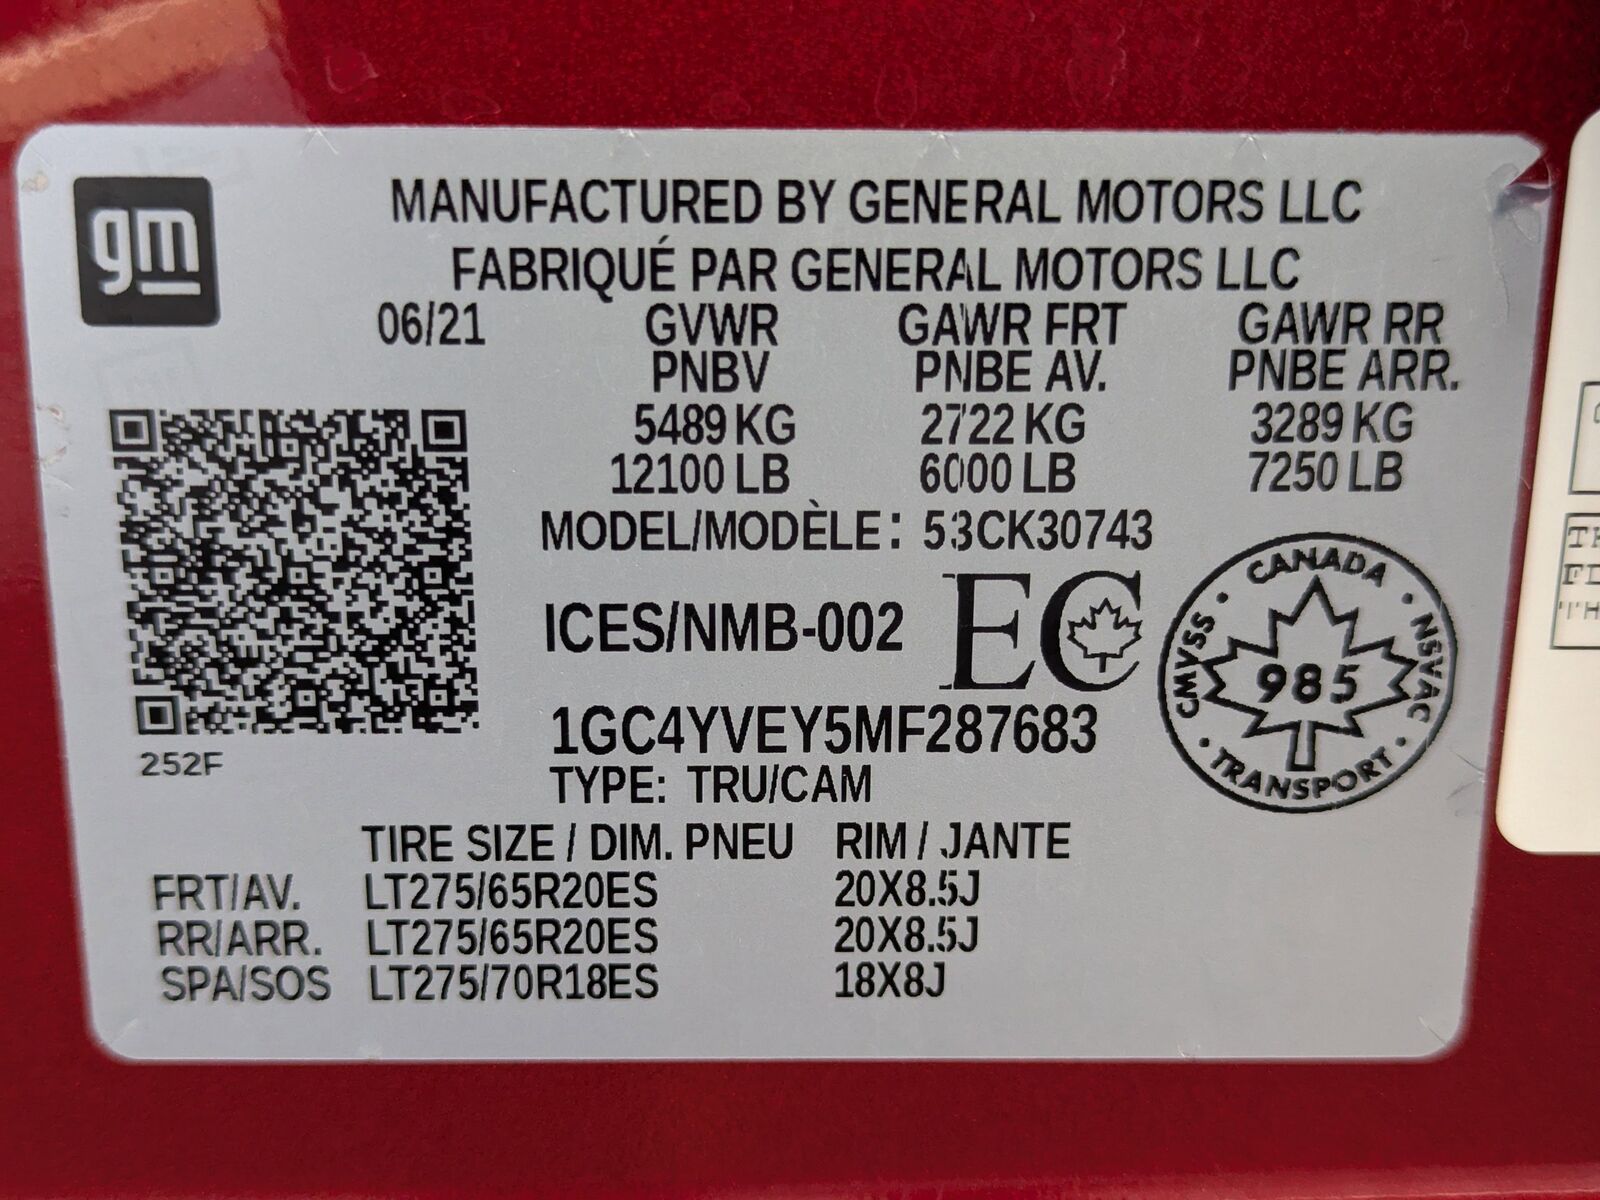 gm
MANUFACTURED BY GENERAL MOTORS LLC
FABRIQUÉ PAR GENERAL MOTORS LLC
06/21 GVWR GAWR FRT GAWR RR
PNBV PNBE AV. PNBE ARR.
5489 KG 2722 KG 3289 KG
12100 LB 6000 LB 7250 LB
MODEL/MODÈLE: 53CK30743
ICES/NMB-002 EC
CANADA
CMVSS · NSVAC
985
TRANSPORT
1GC4YVEY5MF287683
252F
TYPE: TRU/CAM
TIRE SIZE / DIM. PNEU RIM / JANTE
FRT/AV. LT275/65R20ES 20X8.5J
RR/ARR. LT275/65R20ES 20X8.5J
SPA/SOS LT275/70R18ES 18X8J